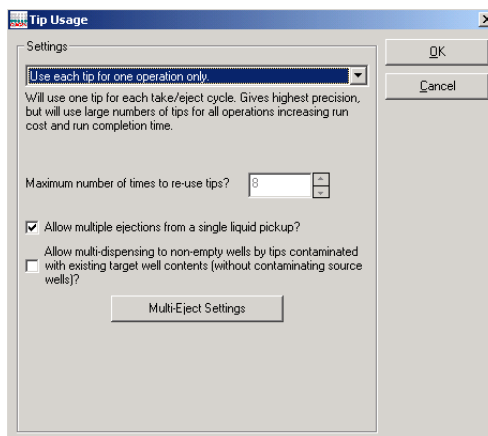 Tip Usage
Settings
OK
Use each tip for one operation only.
Cancel
Will use one tip for each take/eject cycle. Gives highest precision,
but will use large numbers of tips for all operations increasing run
cost and run completion time.
Maximum number of times to re-use tips?
8
Allow multiple ejections from a single liquid pickup?
Allow multi-dispensing to non-empty wells by tips contaminated
with existing target well contents (without contaminating source
wells)?
Multi-Eject Settings